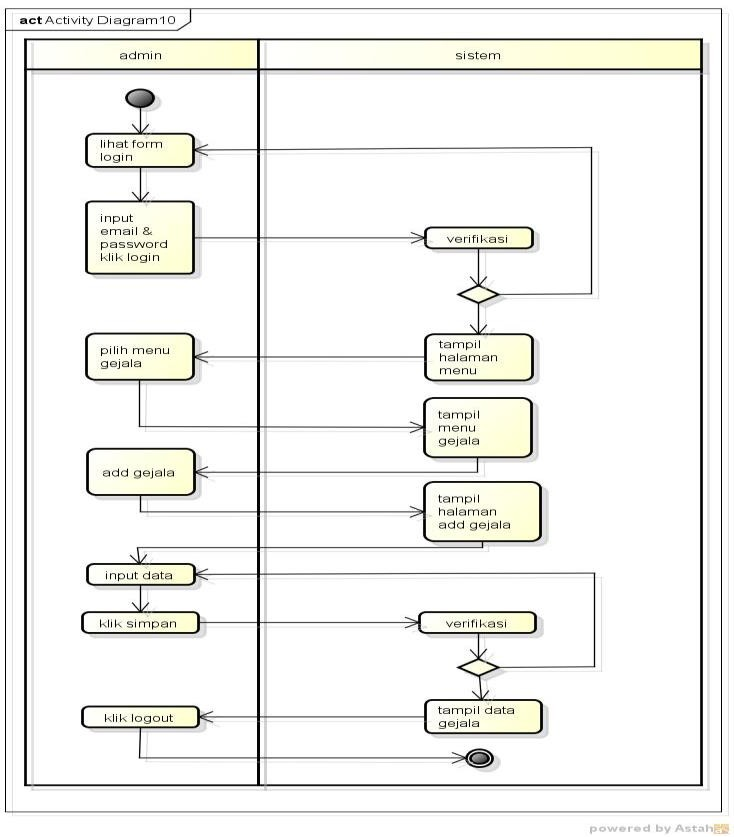 act Activity Diagram10
admin
sistem
lihat form
login
input
email &
password
klik login
verifikasi
tampil
halaman
menu
pilih menu
gejala
tampil
menu
gejala
add gejala
tampil
halaman
add gejala
input data
klik simpan
verifikasi
tampil data
gejala
klik logout
powered by Astah